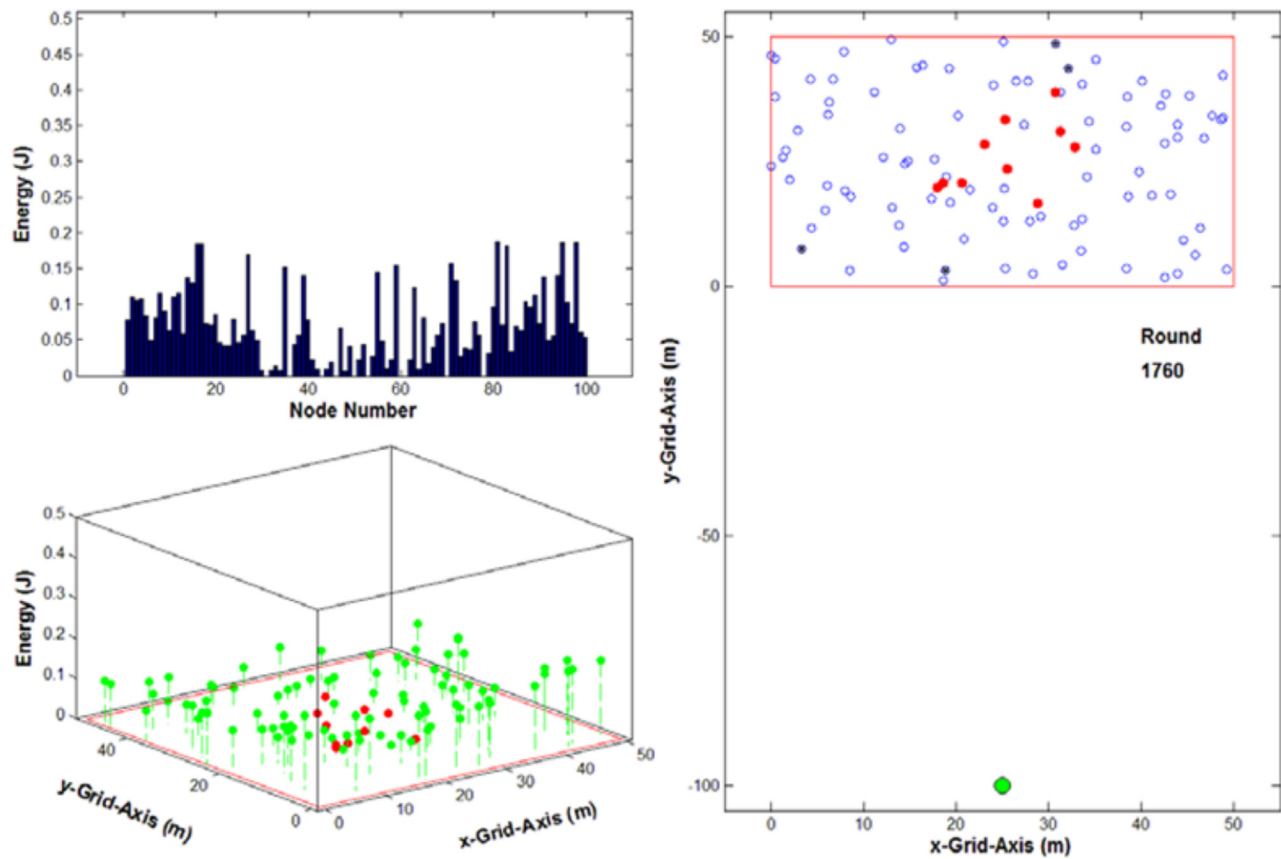 0.5
0.45
0.4
0.35
0.3
0.25
0.2
0.15
0.1
0.05
0
Energy (J)
0 20 40 60 80 100
Node Number
0.5
0.4
0.3
0.2
0.1
0
Energy (J)
40
20
0
y-Grid-Axis (m)
0 10 20 30 40 50
x-Grid-Axis (m)
50
0
-50
-100
y-Grid-Axis (m)
Round
1760
0 10 20 30 40 50
x-Grid-Axis (m)